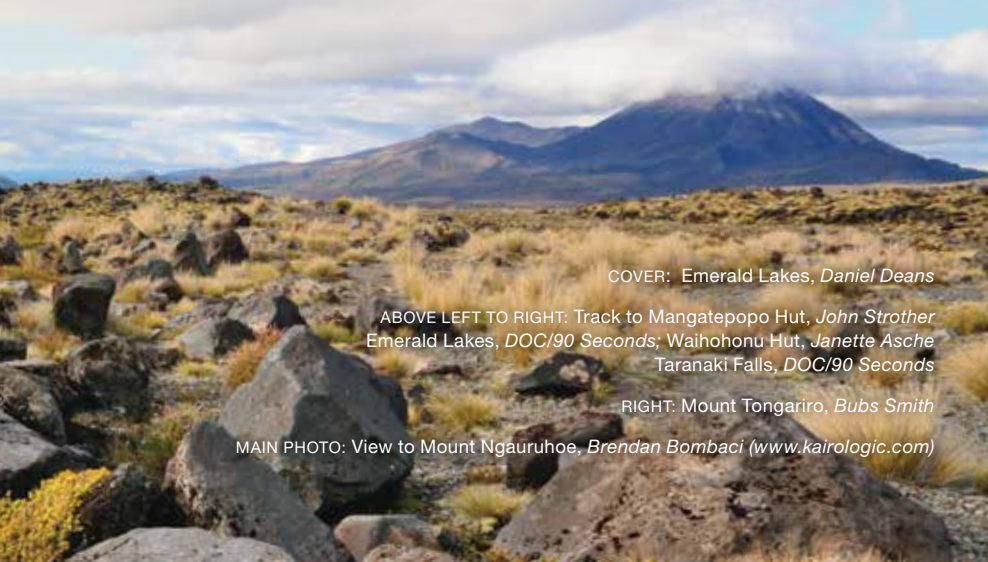 COVER: Emerald Lakes, Daniel Deans
ABOVE LEFT TO RIGHT: Track to Mangatepopo Hut, John Strother
Emerald Lakes, DOC/90 Seconds; Waihohonu Hut, Janette Asche
Taranaki Falls, DOC/90 Seconds
RIGHT: Mount Tongariro, Bubs Smith
MAIN PHOTO: View to Mount Ngauruhoe, Brendan Bombaci (www.kairologic.com)